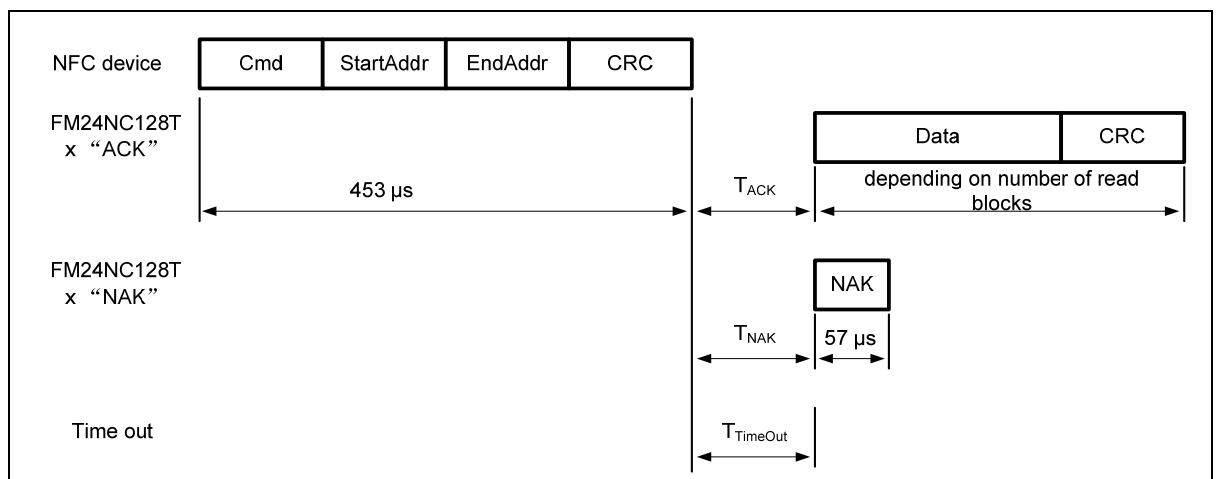 NFC device Cmd StartAddr EndAddr CRC
FM24NC128T
x “ACK”
Data CRC
453 µs
TACK
depending on number of read
blocks
FM24NC128T
x “NAK”
NAK
TNAK
57 µs
Time out
TTimeOut